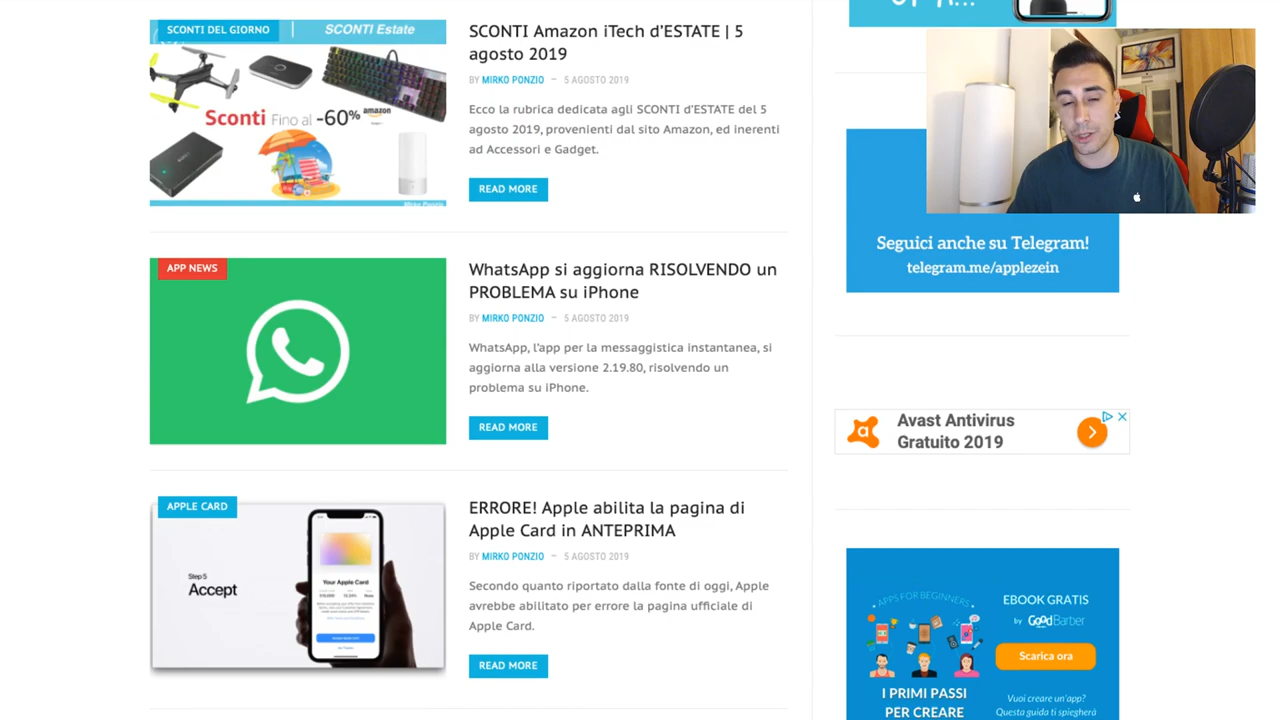 SCONTI DEL GIORNO
SCONTI Estate
Sconti Fino al -60% amazon
Mirko Ponzio
SCONTI Amazon iTech d'ESTATE | 5
agosto 2019
BY MIRKO PONZIO – 5 AGOSTO 2019
Ecco la rubrica dedicata agli SCONTI d'ESTATE del 5
agosto 2019, provenienti dal sito Amazon, ed inerenti
ad Accessori e Gadget.
READ MORE
APP NEWS
WhatsApp si aggiorna RISOLVENDO un
PROBLEMA su iPhone
BY MIRKO PONZIO – 5 AGOSTO 2019
WhatsApp, l'app per la messaggistica instantanea, si
aggiorna alla versione 2.19.80, risolvendo un
problema su iPhone.
READ MORE
APPLE CARD
Step 5
Accept
Your Apple Card
ERRORE! Apple abilita la pagina di
Apple Card in ANTEPRIMA
BY MIRKO PONZIO – 5 AGOSTO 2019
Secondo quanto riportato dalla fonte di oggi, Apple
avrebbe abilitato per errore la pagina ufficiale di
Apple Card.
READ MORE
Seguici anche su Telegram!
telegram.me/applezein
Avast Antivirus
Gratuito 2019
APPS FOR BEGINNERS
EBOOK GRATIS
by GoodBarber
Scarica ora
I PRIMI PASSI
PER CREARE
Vuoi creare un'app?
Questa guida ti spiegherà